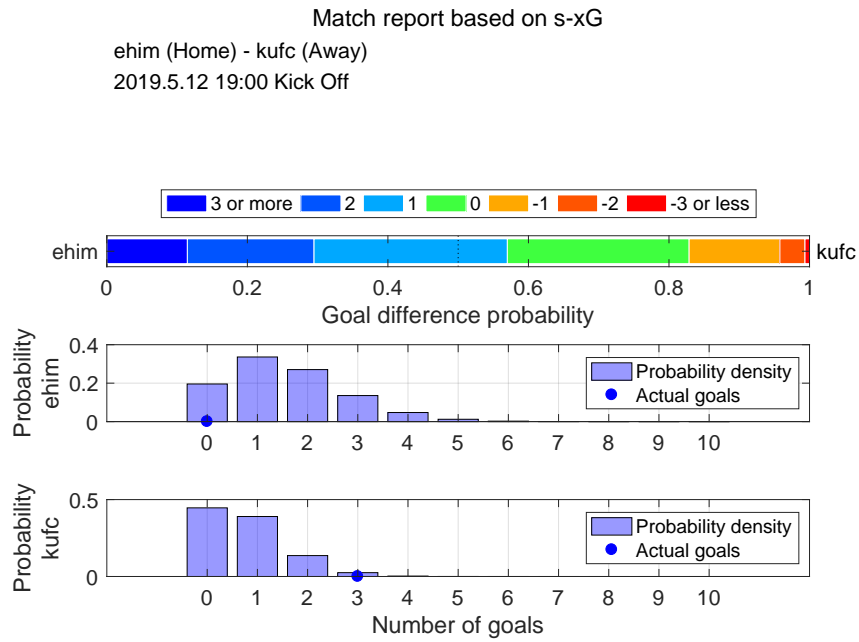 Match report based on s-xG
ehim (Home) - kufc (Away)
2019.5.12 19:00 Kick Off
3 or more 2 1 0 -1 -2 -3 or less
ehim kufc
0 0.2 0.4 0.6 0.8 1
Goal difference probability
Probability
ehim
0.4
0.2
0
Probability density
Actual goals
0 1 2 3 4 5 6 7 8 9 10
Probability
kufc
0.5
0
Probability density
Actual goals
0 1 2 3 4 5 6 7 8 9 10
Number of goals